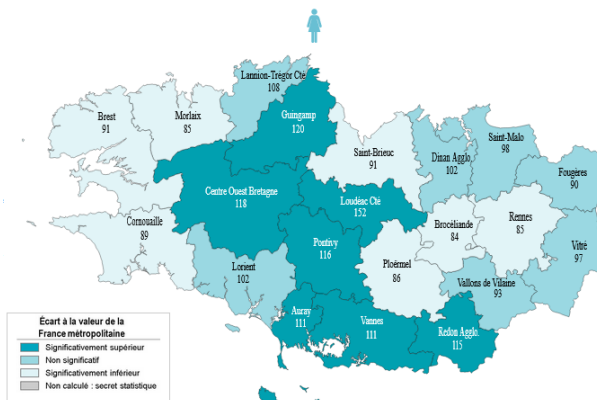 Lannion-Trégor Cté
108
Brest
91
Morlaix
85
Guingamp
120
Saint-Brieuc
91
Saint-Malo
98
Dinan Agglo.
102
Fougères
90
Centre Ouest Bretagne
118
Loudéac Cté
152
Cornouaille
89
Brocéliande
84
Rennes
85
Pontivy
116
Vitré
97
Lorient
102
Ploërmel
86
Vallons de Vilaine
93
Auray
111
Vannes
111
Redon Agglo.
115
Écart à la valeur de la
France métropolitaine
Significativement supérieur
Non significatif
Significativement inférieur
Non calculé : secret statistique